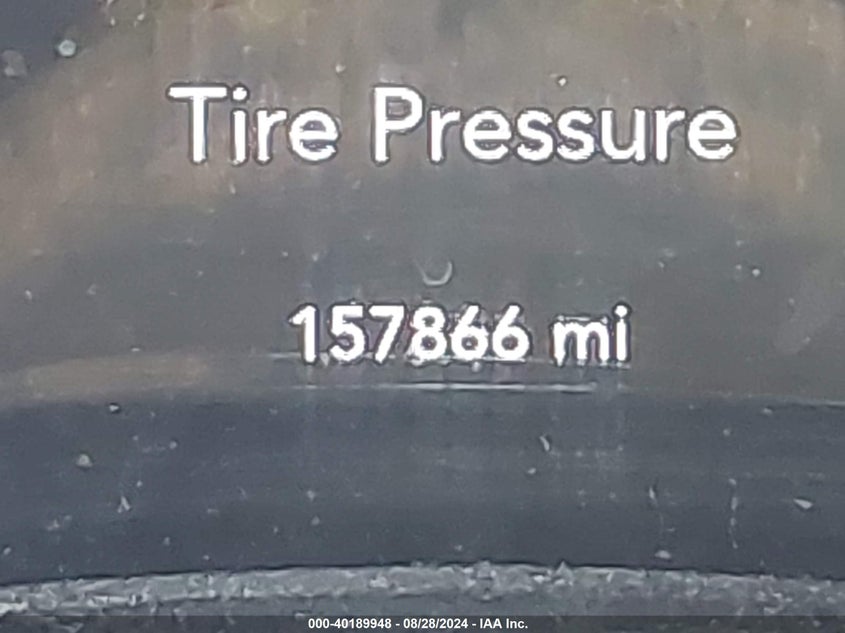 Tire Pressure
157866 mi
000-40189948 - 08/28/2024 - IAA Inc.